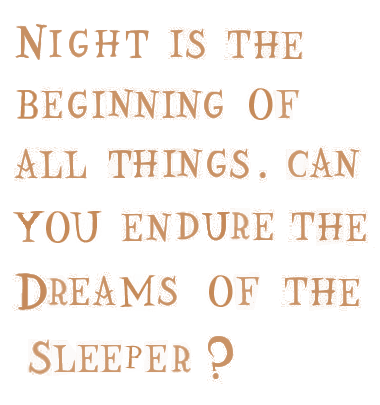 Night is the
beginning of
all things. can
you endure the
Dreams of the
Sleeper?